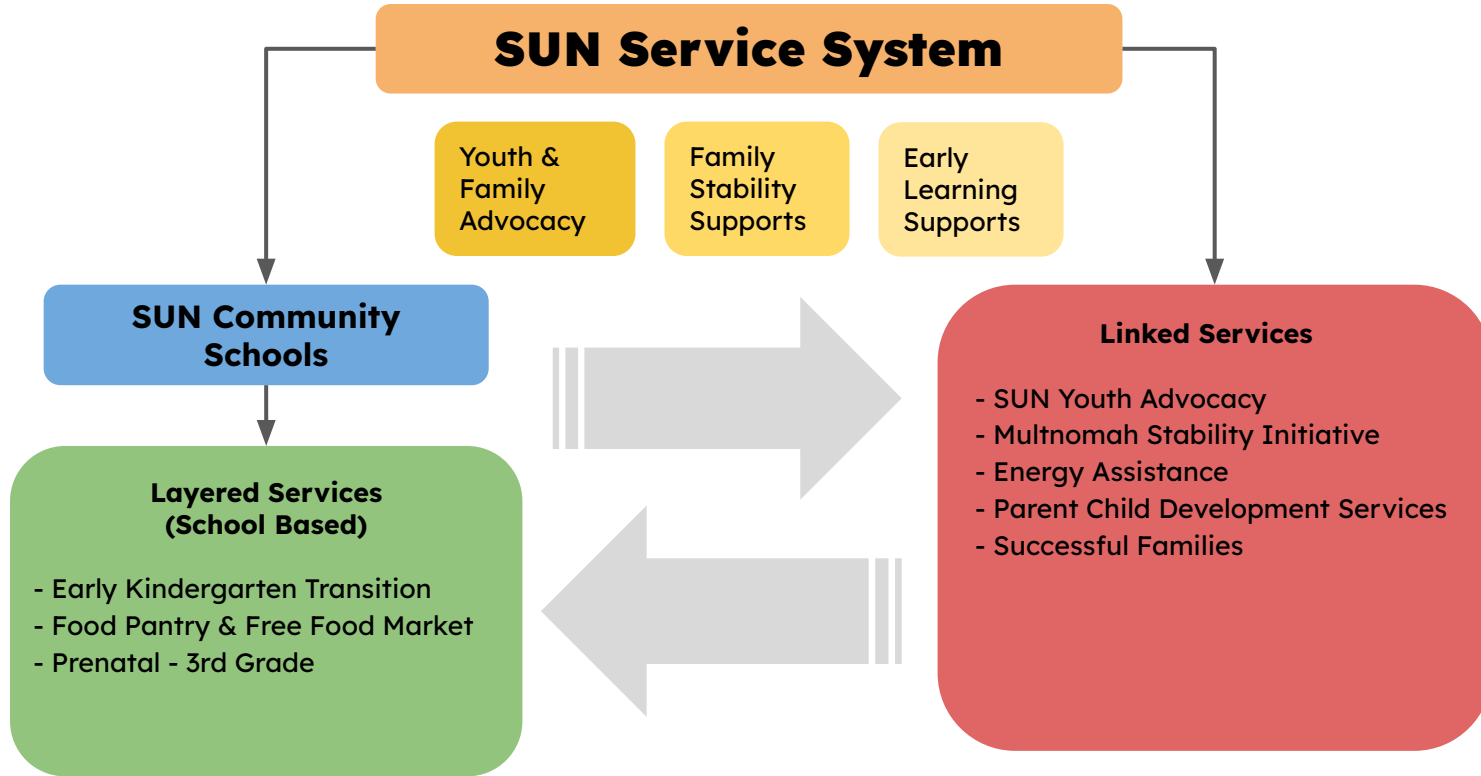 SUN Service System
Youth &
Family
Advocacy
Family
Stability
Supports
Early
Learning
Supports
SUN Community
Schools
Layered Services
(School Based)
- Early Kindergarten Transition
- Food Pantry & Free Food Market
- Prenatal - 3rd Grade
Linked Services
- SUN Youth Advocacy
- Multnomah Stability Initiative
- Energy Assistance
- Parent Child Development Services
- Successful Families